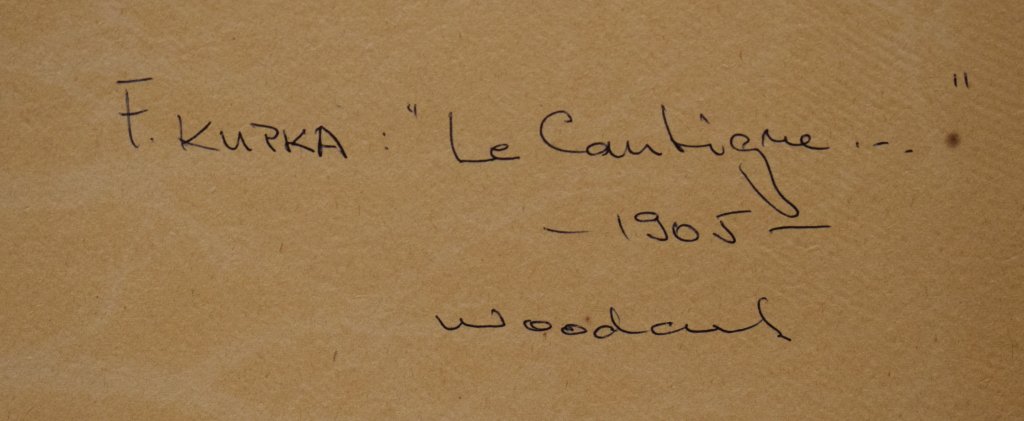 F. KUPKA : "Le Cantique ... "
- 1905 -
woodcut